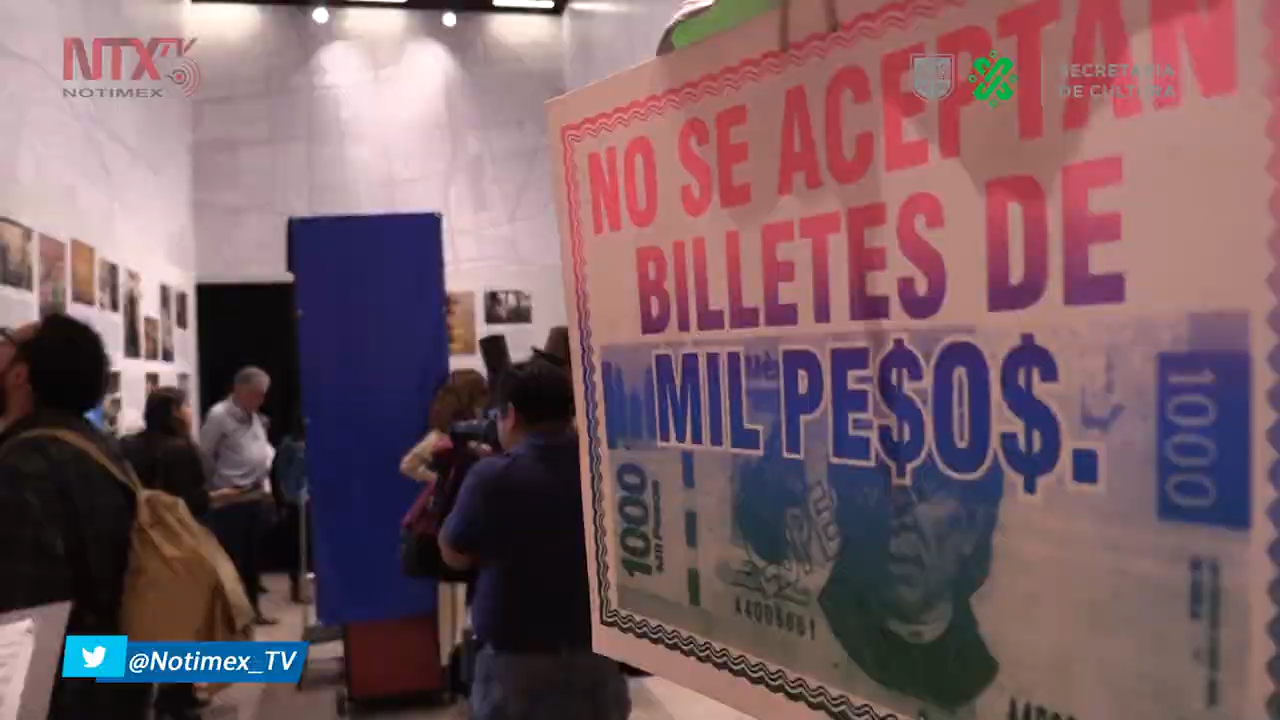 NTX
NOTIMEX
SECRETARÍA
DE CULTURA
NO SE ACEPTAN
BILLETES DE
MIL PE$O$.
1000
1000
@Notimex_TV